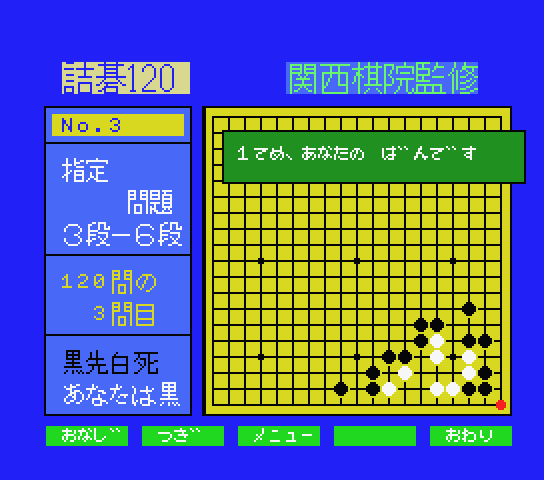 詰碁120
関西棋院監修
No.3
1てめ、あなたの ばんです
指定
問題
3段−6段
120問の
3問目
黒先白死
あなたは黒
おなじ
つぎ
メニュー
おわり